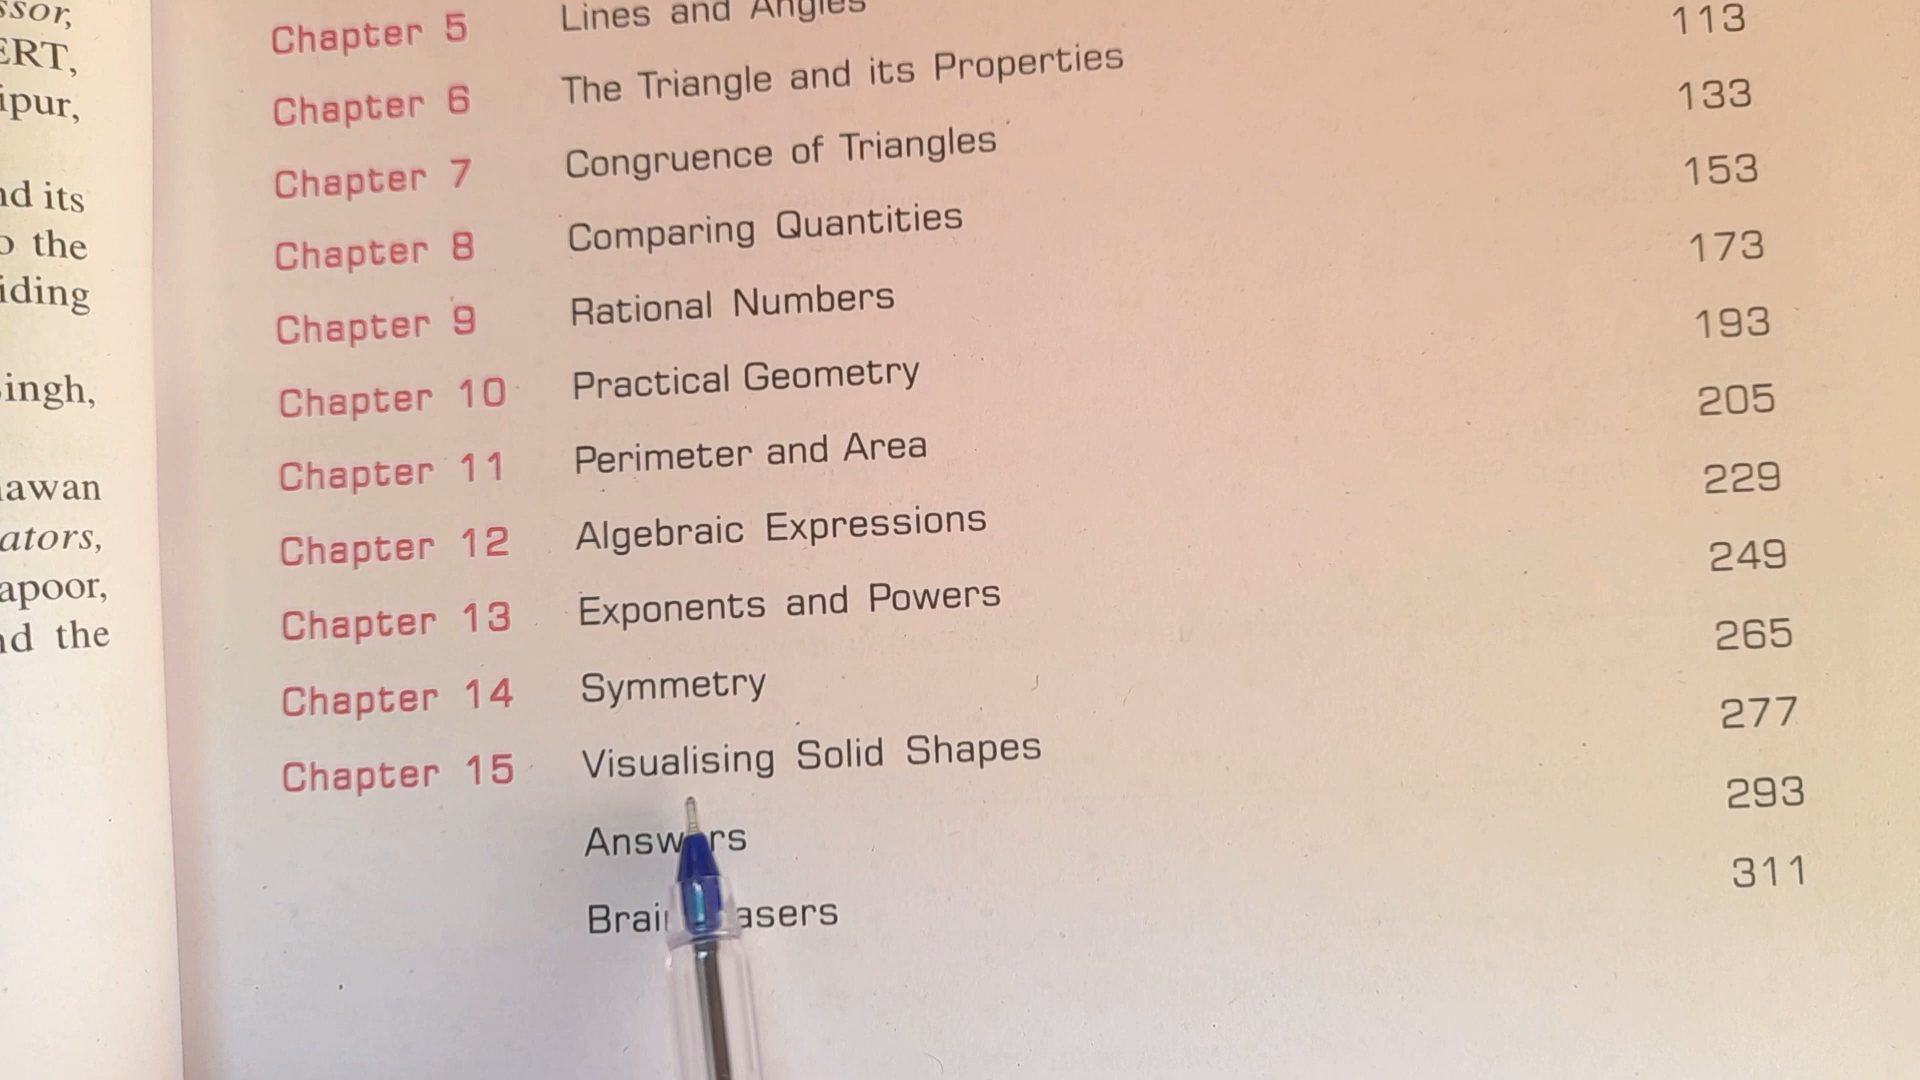 ssor,
ERT,
ipur,
nd its
o the
iding
ingh,
awan
ators,
apoor,
nd the
Chapter 5 Lines and Angles
Chapter 6 The Triangle and its Properties 113
Chapter 7 Congruence of Triangles 133
Chapter 8 Comparing Quantities 153
Chapter 9 Rational Numbers 173
Chapter 10 Practical Geometry 193
Chapter 11 Perimeter and Area 205
Chapter 12 Algebraic Expressions 229
Chapter 13 Exponents and Powers 249
Chapter 14 Symmetry 265
Chapter 15 Visualising Solid Shapes 277
Answers 293
311